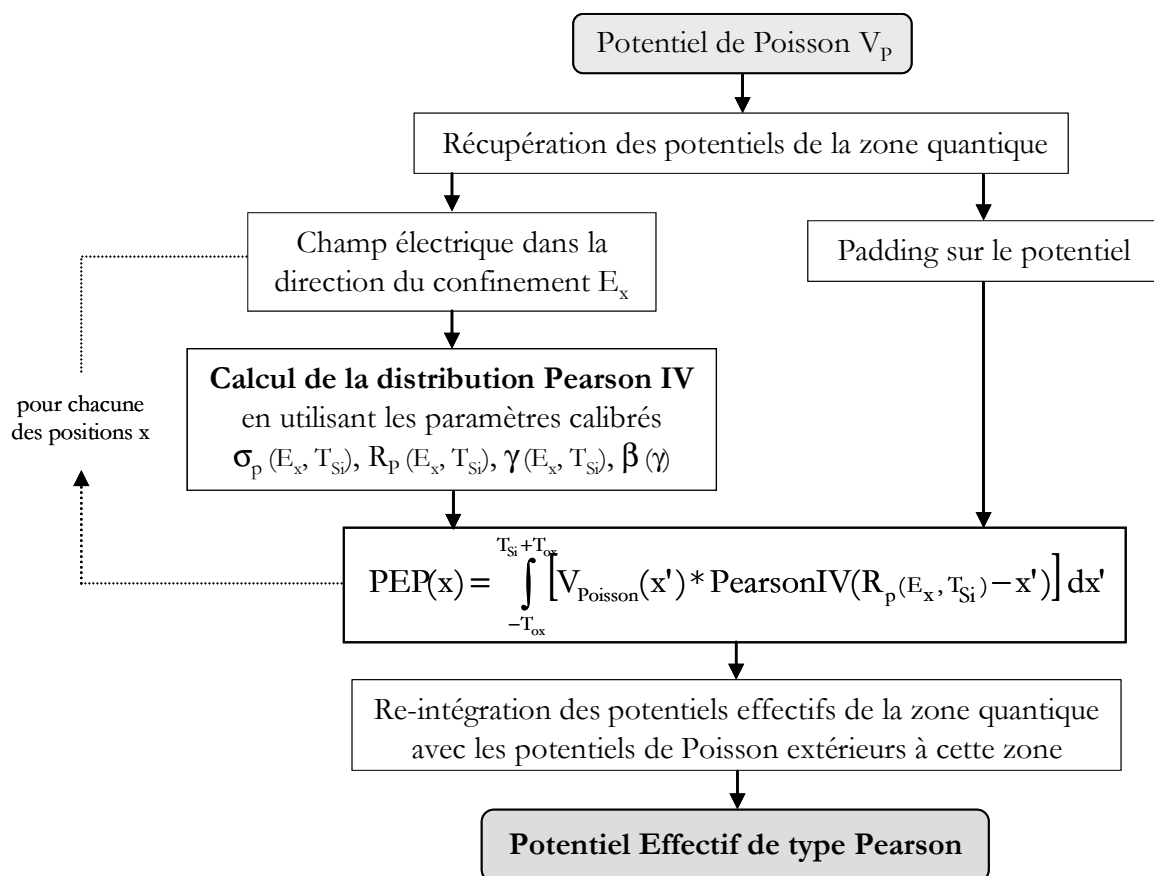 Potentiel de Poisson V_P
Récupération des potentiels de la zone quantique
Champ électrique dans la
direction du confinement E_x
Padding sur le potentiel
Calcul de la distribution Pearson IV
en utilisant les paramètres calibrés
σ_p (E_x, T_Si), R_P (E_x, T_Si), γ (E_x, T_Si), β (γ)
pour chacune
des positions x
PEP(x) = ∫_{-T_ox}^{T_Si+T_ox} [V_Poisson(x') * PearsonIV(R_p(E_x, T_Si) − x')] dx'
Re-intégration des potentiels effectifs de la zone quantique
avec les potentiels de Poisson extérieurs à cette zone
Potentiel Effectif de type Pearson